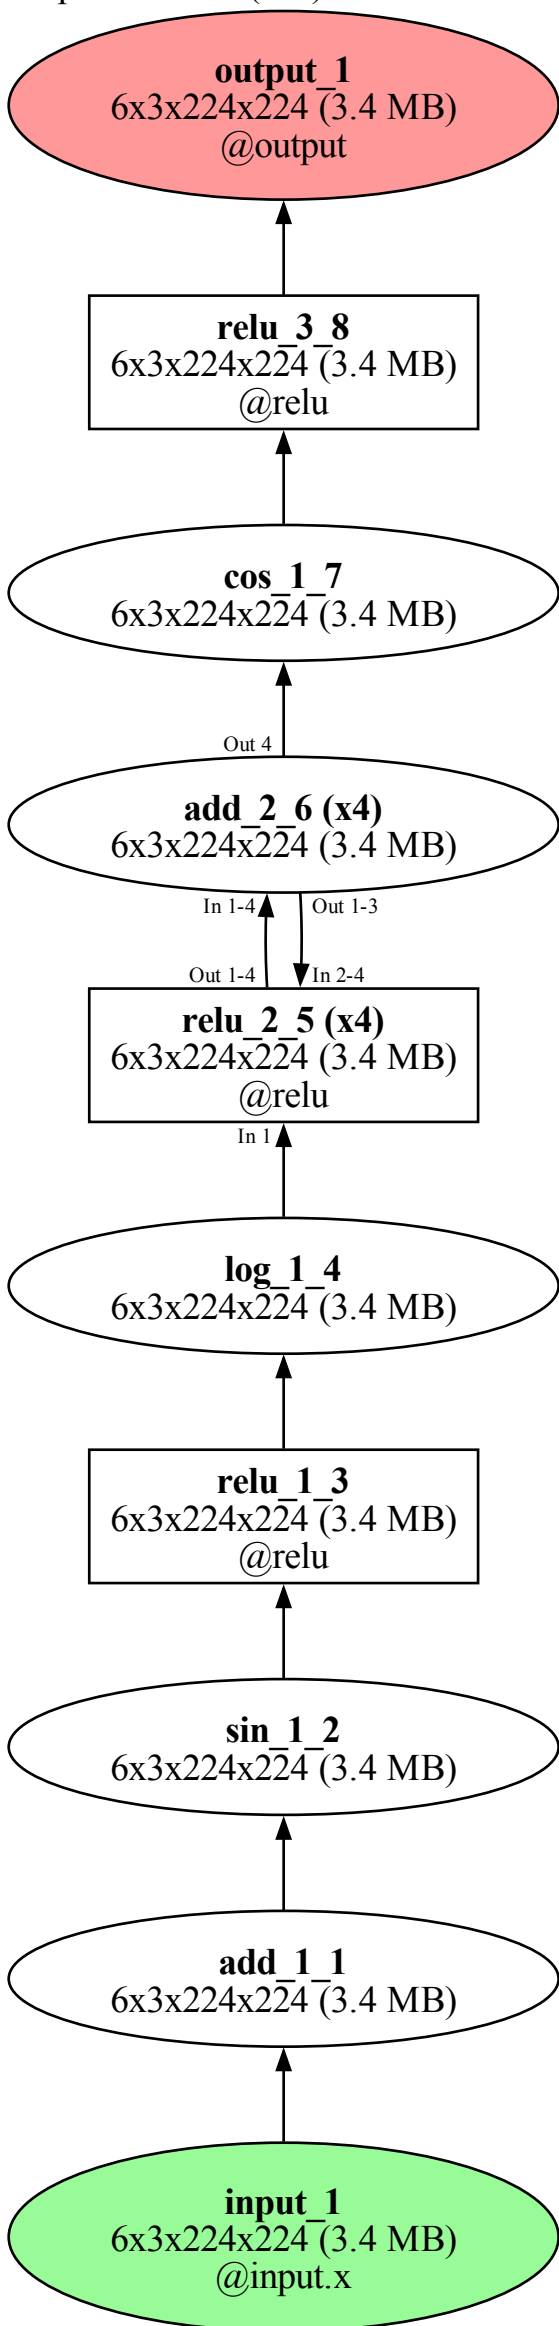 output_1
6x3x224x224 (3.4 MB)
@output
relu_3_8
6x3x224x224 (3.4 MB)
@relu
cos_1_7
6x3x224x224 (3.4 MB)
Out 4
add_2_6 (x4)
6x3x224x224 (3.4 MB)
In 1-4
Out 1-3
Out 1-4
In 2-4
relu_2_5 (x4)
6x3x224x224 (3.4 MB)
@relu
In 1
log_1_4
6x3x224x224 (3.4 MB)
relu_1_3
6x3x224x224 (3.4 MB)
@relu
sin_1_2
6x3x224x224 (3.4 MB)
add_1_1
6x3x224x224 (3.4 MB)
input_1
6x3x224x224 (3.4 MB)
@input.x